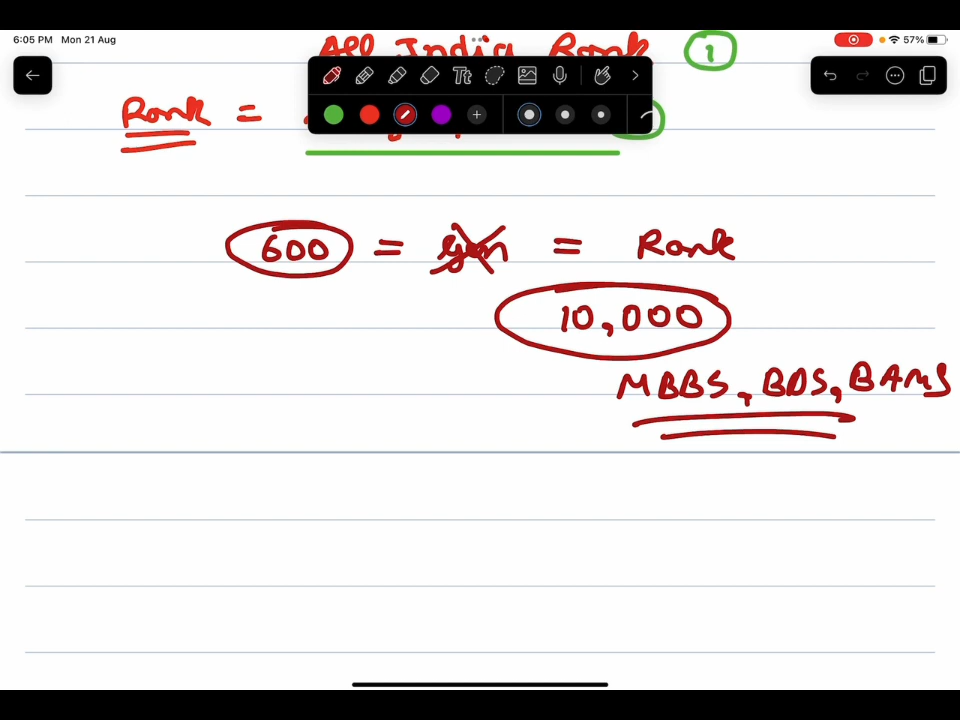 6:05 PM Mon 21 Aug
57%
All India Rank 1
Tt
Rank =
600 = gen = Rank
10,000
MBBS, BDS, BAMS